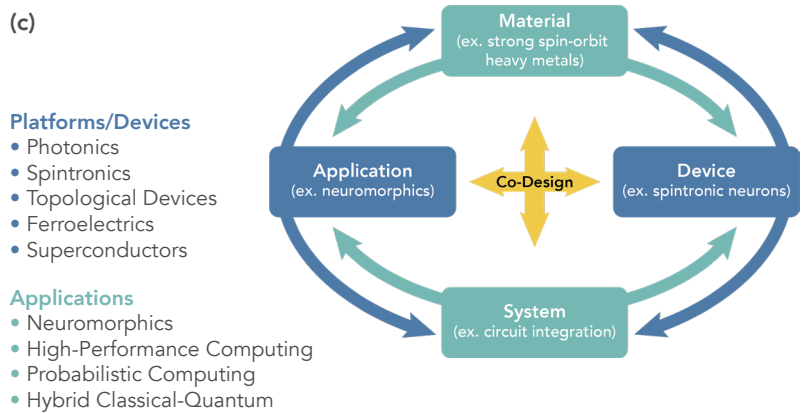 (c)
Platforms/Devices
• Photonics
• Spintronics
• Topological Devices
• Ferroelectrics
• Superconductors
Applications
• Neuromorphics
• High-Performance Computing
• Probabilistic Computing
• Hybrid Classical-Quantum
Material
(ex. strong spin-orbit
heavy metals)
Application
(ex. neuromorphics)
Co-Design
Device
(ex. spintronic neurons)
System
(ex. circuit integration)